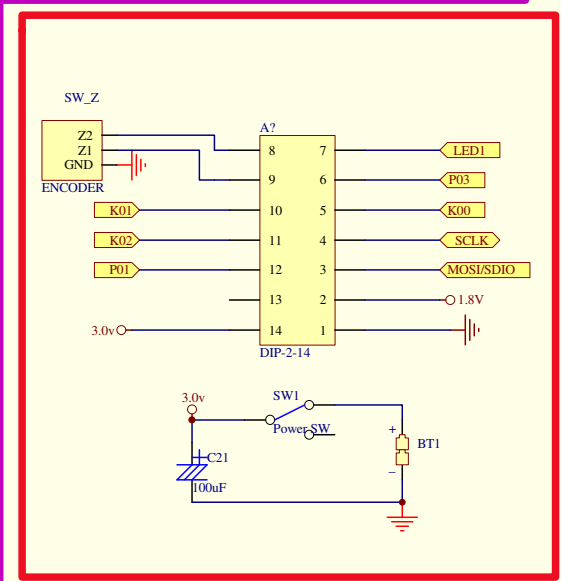 SW_Z
A?
Z2 8 7 LED1
Z1 9 6 P03
GND
ENCODER
K01 10 5 K00
K02 11 4 SCLK
P01 12 3 MOSI/SDIO
13 2 1.8V
3.0v 14 1
DIP-2-14
3.0v
SW1
Power SW
+
BT1
C21
100uF
–